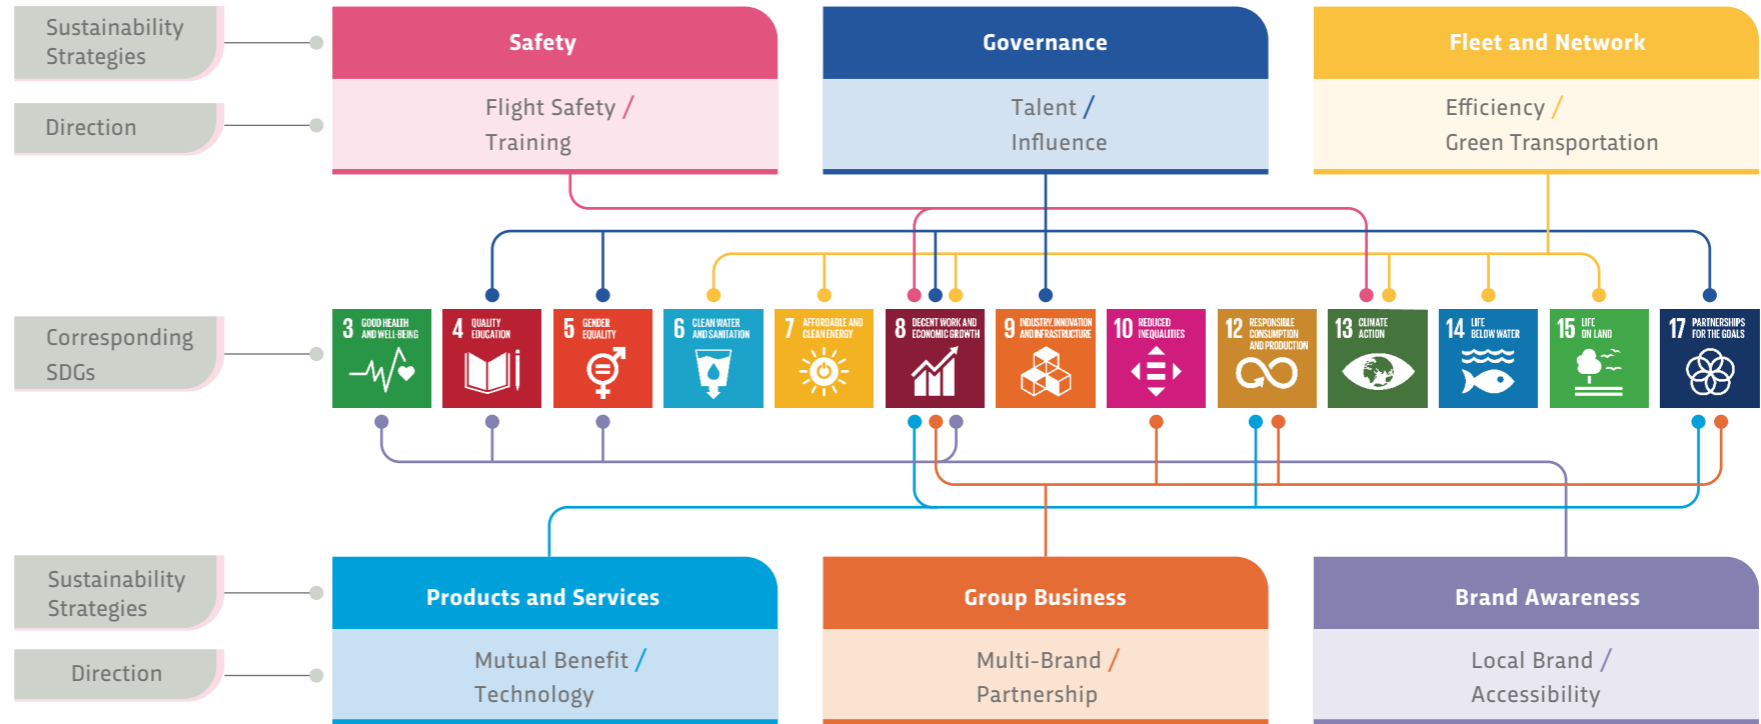 Sustainability
Strategies
Safety
Governance
Fleet and Network
Direction
Flight Safety /
Training
Talent /
Influence
Efficiency /
Green Transportation
Corresponding
SDGs
3 GOOD HEALTH
AND WELL-BEING
4 QUALITY
EDUCATION
5 GENDER
EQUALITY
6 CLEAN WATER
AND SANITATION
7 AFFORDABLE AND
CLEAN ENERGY
8 DECENT WORK AND
ECONOMIC GROWTH
9 INDUSTRY, INNOVATION
AND INFRASTRUCTURE
10 REDUCED
INEQUALITIES
12 RESPONSIBLE
CONSUMPTION
AND PRODUCTION
13 CLIMATE
ACTION
14 LIFE
BELOW WATER
15 LIFE
ON LAND
17 PARTNERSHIPS
FOR THE GOALS
Sustainability
Strategies
Products and Services
Group Business
Brand Awareness
Direction
Mutual Benefit /
Technology
Multi-Brand /
Partnership
Local Brand /
Accessibility